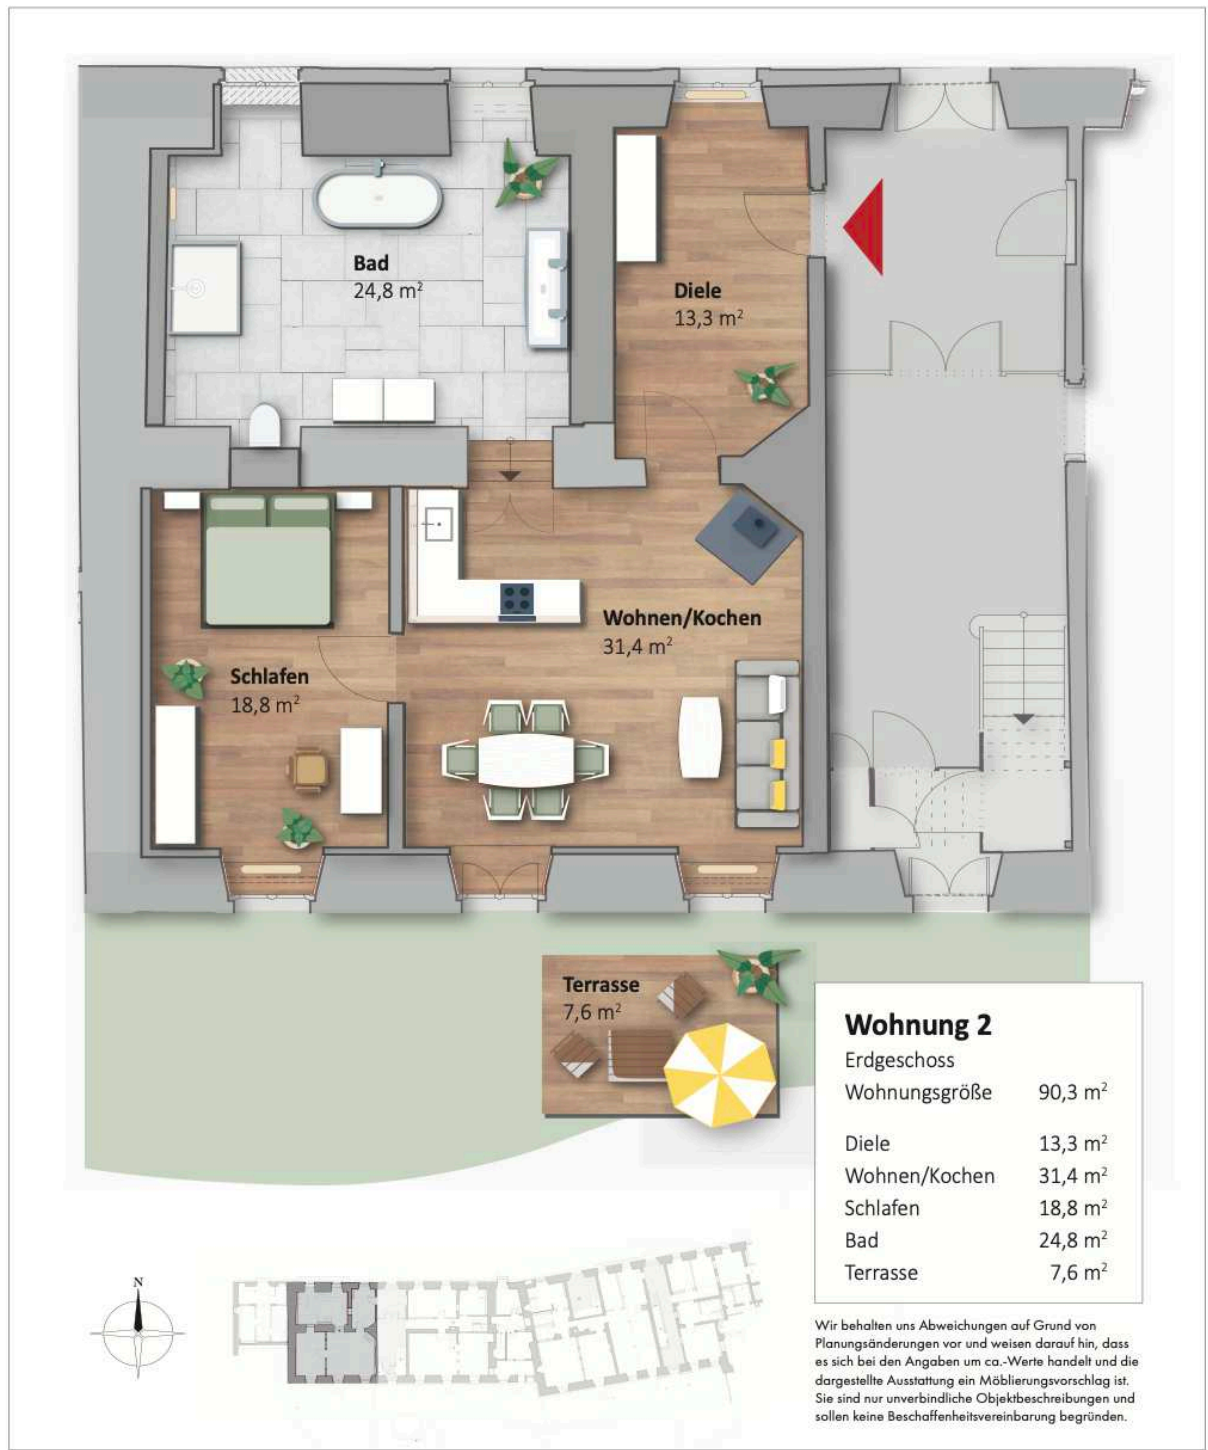 Bad
24,8 m²
Diele
13,3 m²
Wohnen/Kochen
31,4 m²
Schlafen
18,8 m²
Terrasse
7,6 m²
Wohnung 2
Erdgeschoss
Wohnungsgröße 90,3 m²
Diele 13,3 m²
Wohnen/Kochen 31,4 m²
Schlafen 18,8 m²
Bad 24,8 m²
Terrasse 7,6 m²
N
Wir behalten uns Abweichungen auf Grund von
Planungsänderungen vor und weisen darauf hin, dass
es sich bei den Angaben um ca.-Werte handelt und die
dargestellte Ausstattung ein Möblierungsvorschlag ist.
Sie sind nur unverbindliche Objektbeschreibungen und
sollen keine Beschaffenheitsvereinbarung begründen.